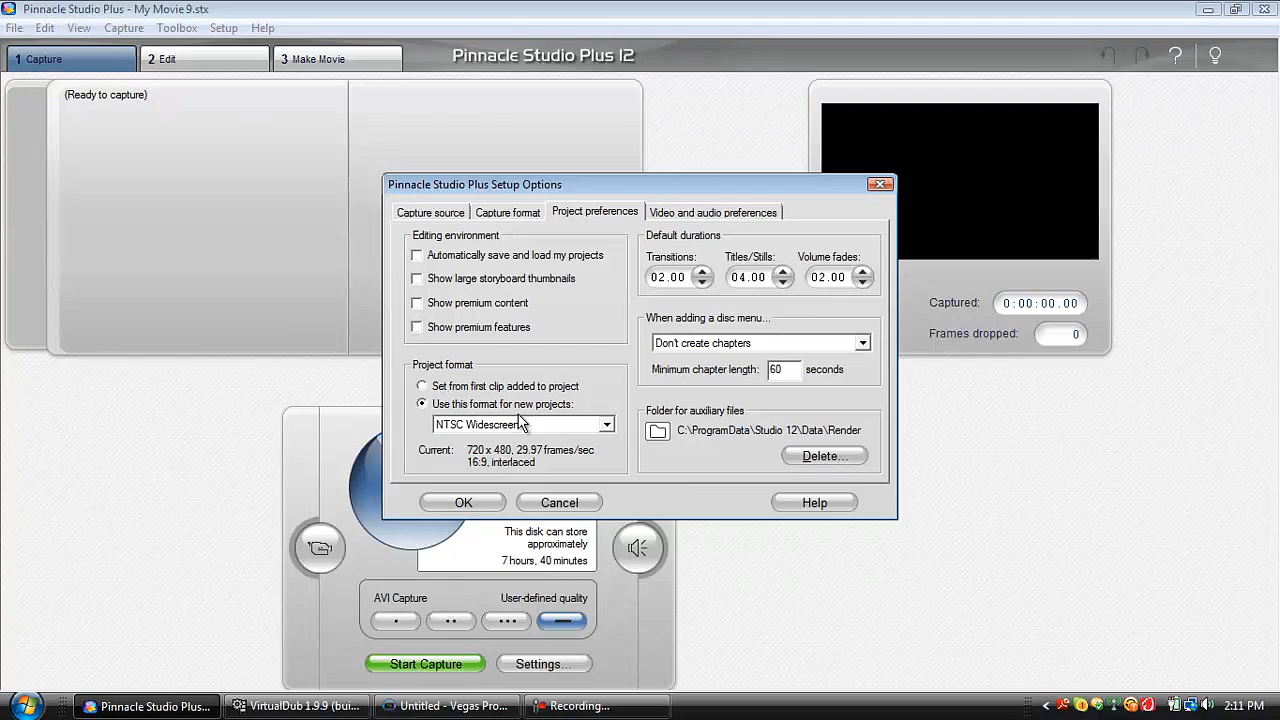 Pinnacle Studio Plus - My Movie 9.stx
File Edit View Capture Toolbox Setup Help
1 Capture
2 Edit
3 Make Movie
Pinnacle Studio Plus 12
(Ready to capture)
Pinnacle Studio Plus Setup Options
Capture source
Capture format
Project preferences
Video and audio preferences
Editing environment
Automatically save and load my projects
Show large storyboard thumbnails
Show premium content
Show premium features
Project format
Set from first clip added to project
Use this format for new projects:
NTSC Widescreen
Current: 720 x 480, 29.97 frames/sec
16:9, interlaced
Default durations
Transitions: Titles/Stills: Volume fades:
02.00 04.00 02.00
When adding a disc menu...
Don't create chapters
Minimum chapter length: 60 seconds
Folder for auxiliary files
C:\ProgramData\Studio 12\Data\Render
Delete...
OK Cancel Help
Captured: 0:00:00.00
Frames dropped: 0
This disk can store
approximately
7 hours, 40 minutes
AVI Capture User-defined quality
Start Capture Settings...
Pinnacle Studio Plus...
VirtualDub 1.9.9 (bui...
Untitled - Vegas Pro...
Recording...
2:11 PM